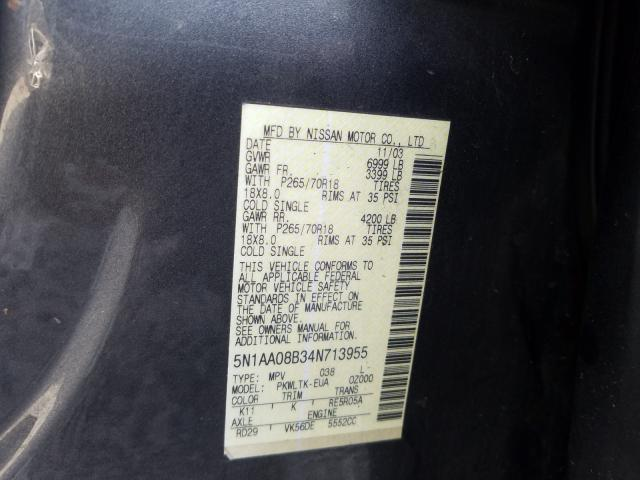 MFD BY NISSAN MOTOR CO., LTD
DATE 11/03
GVWR 6999 LB
GAWR FR. 3399 LB
WITH P265/70R18 TIRES
18X8.0 RIMS AT 35 PSI
COLD SINGLE
GAWR RR. 4200 LB
WITH P265/70R18 TIRES
18X8.0 RIMS AT 35 PSI
COLD SINGLE
THIS VEHICLE CONFORMS TO
ALL APPLICABLE FEDERAL
MOTOR VEHICLE SAFETY
STANDARDS IN EFFECT ON
THE DATE OF MANUFACTURE
SHOWN ABOVE.
SEE OWNERS MANUAL FOR
ADDITIONAL INFORMATION.
5N1AA08B34N713955
TYPE: MPV 038 L-
MODEL: PKWLTK-EUA 0Z000
COLOR TRIM TRANS
K11 K RE5R05A
AXLE ENGINE
RD29 VK56DE 5552CC